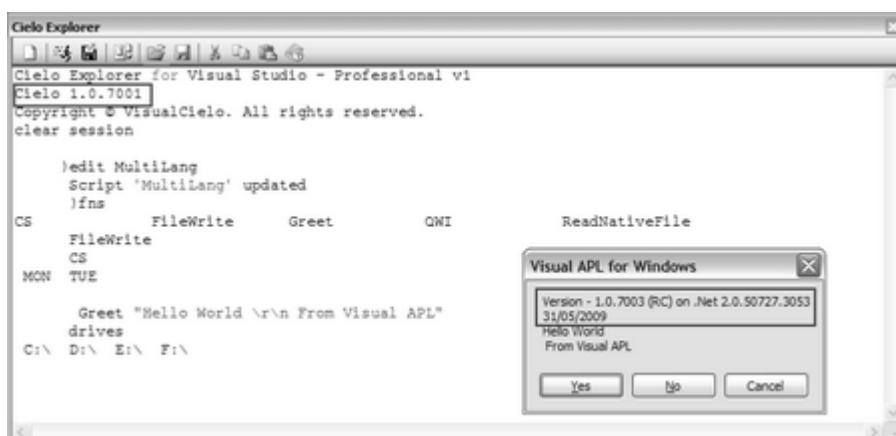 Cielo Explorer
Cielo Explorer for Visual Studio - Professional v1
Cielo 1.0.7001
Copyright © VisualCielo. All rights reserved.
clear session
)edit MultiLang
Script 'MultiLang' updated
)fns
CS FileWrite Greet QWI ReadNativeFile
FileWrite
CS
MON TUE
Greet "Hello World \r\n From Visual APL"
drives
C:\ D:\ E:\ F:\
Visual APL for Windows
Version - 1.0.7003 (RC) on .Net 2.0.50727.3053
31/05/2009
Hello World
From Visual APL
Yes No Cancel